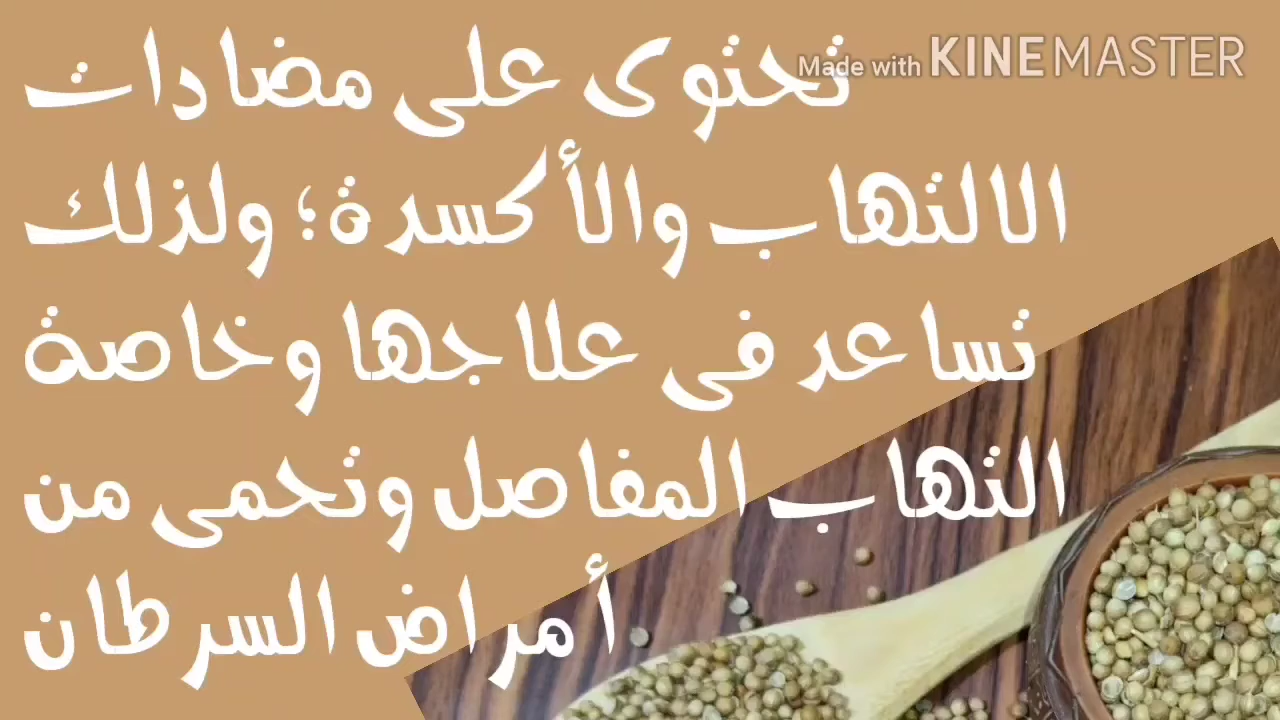 Made with KINEMASTER
تحتوى على مضادات
الالتهاب والأكسدة؛ ولذلك
تساعد فى علاجها وخاصة
التهاب المفاصل وتحمى من
أمراض السرطان